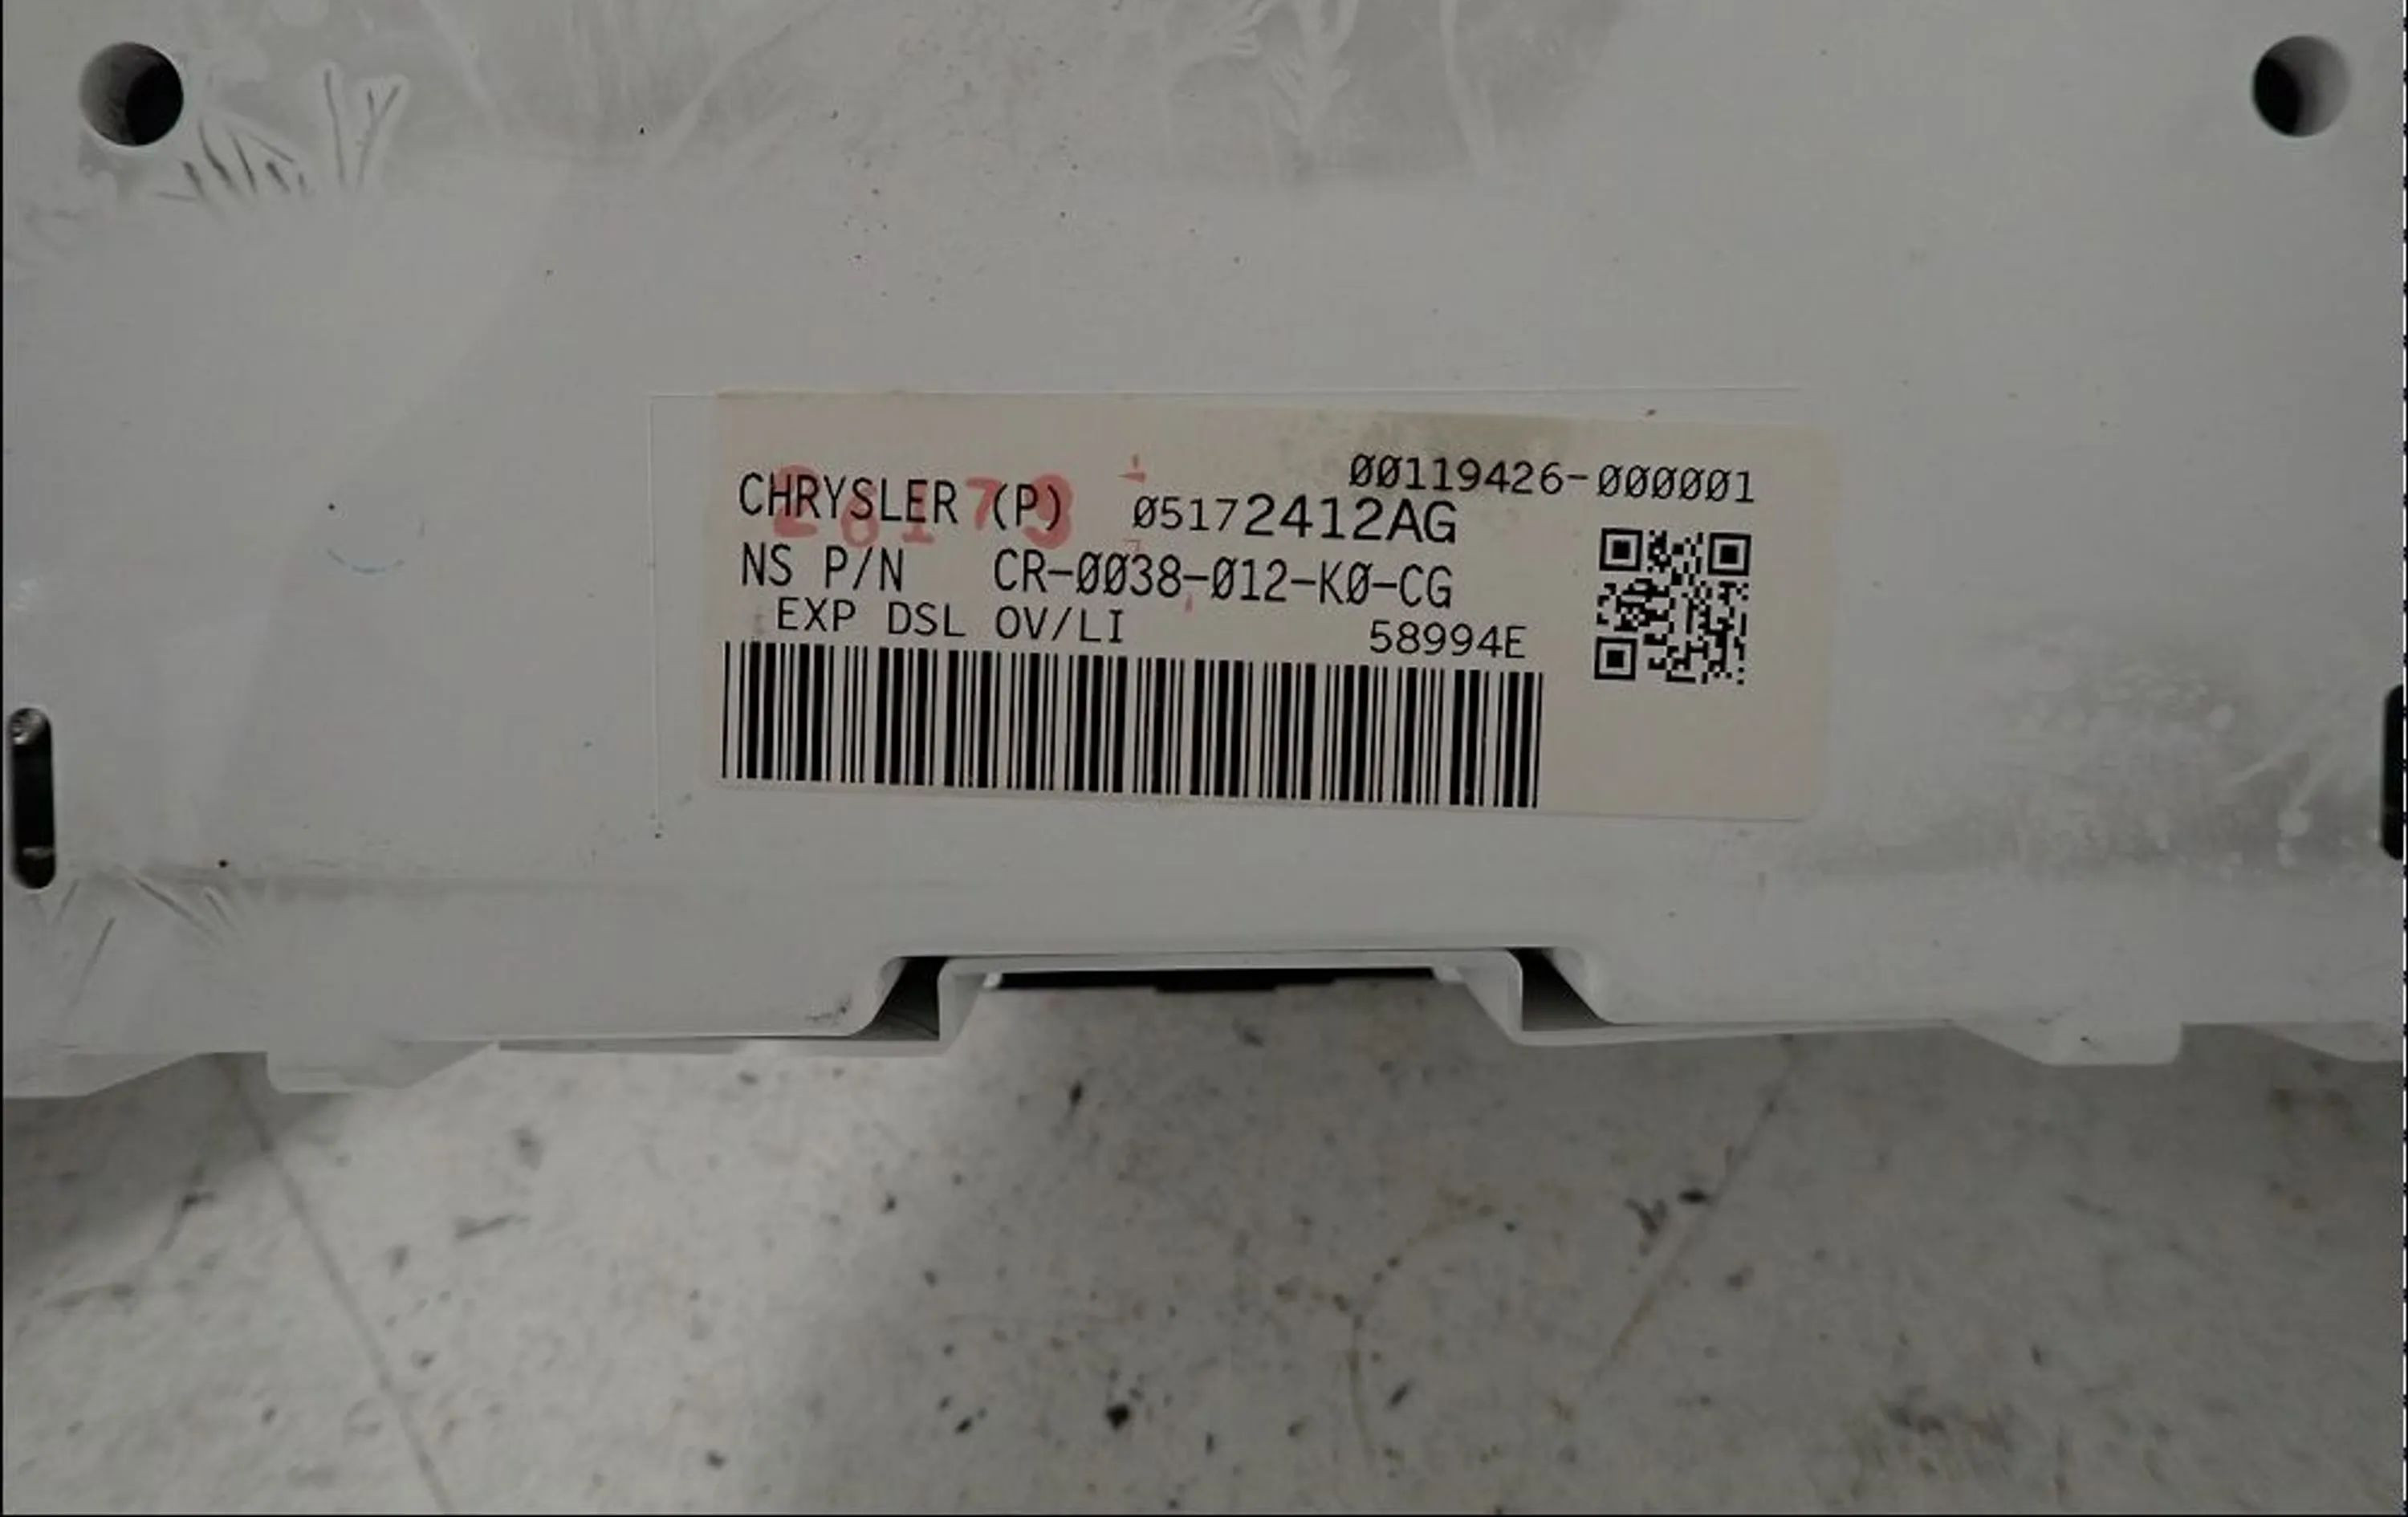 00119426-000001
CHRYSLER (P) 05172412AG
NS P/N CR-0038-012-K0-CG
EXP DSL OV/LI 58994E